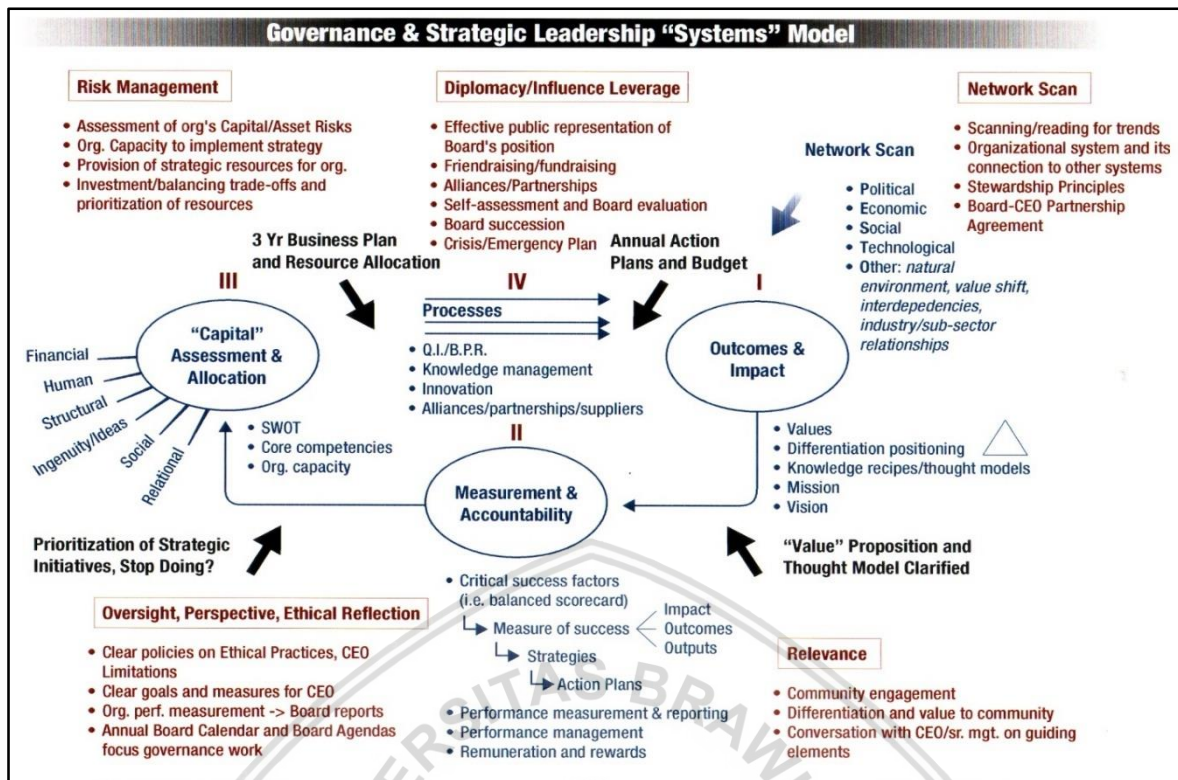 Governance & Strategic Leadership "Systems" Model
Risk Management
• Assessment of org's Capital/Asset Risks
• Org. Capacity to implement strategy
• Provision of strategic resources for org.
• Investment/balancing trade-offs and
prioritization of resources
Diplomacy/Influence Leverage
• Effective public representation of
Board's position
• Friendraising/fundraising
• Alliances/Partnerships
• Self-assessment and Board evaluation
• Board succession
• Crisis/Emergency Plan
Network Scan
• Scanning/reading for trends
• Organizational system and its
connection to other systems
• Stewardship Principles
• Board-CEO Partnership
Agreement
Network Scan
• Political
• Economic
• Social
• Technological
• Other: natural
environment, value shift,
interdepedencies,
industry/sub-sector
relationships
3 Yr Business Plan
and Resource Allocation
Annual Action
Plans and Budget
III
"Capital"
Assessment &
Allocation
Financial
Human
Structural
Ingenuity/Ideas
Social
Relational
IV
Processes
• Q.I./B.P.R.
• Knowledge management
• Innovation
• Alliances/partnerships/suppliers
I
Outcomes &
Impact
• SWOT
• Core competencies
• Org. capacity
II
Measurement &
Accountability
• Values
• Differentiation positioning
• Knowledge recipes/thought models
• Mission
• Vision
Prioritization of Strategic
Initiatives, Stop Doing?
"Value" Proposition and
Thought Model Clarified
• Critical success factors
(i.e. balanced scorecard)
Measure of success
Impact
Outcomes
Outputs
Strategies
Action Plans
• Performance measurement & reporting
• Performance management
• Remuneration and rewards
Oversight, Perspective, Ethical Reflection
• Clear policies on Ethical Practices, CEO
Limitations
• Clear goals and measures for CEO
• Org. perf. measurement -> Board reports
• Annual Board Calendar and Board Agendas
focus governance work
Relevance
• Community engagement
• Differentiation and value to community
• Conversation with CEO/sr. mgt. on guiding
elements
ERSITAS BRAW